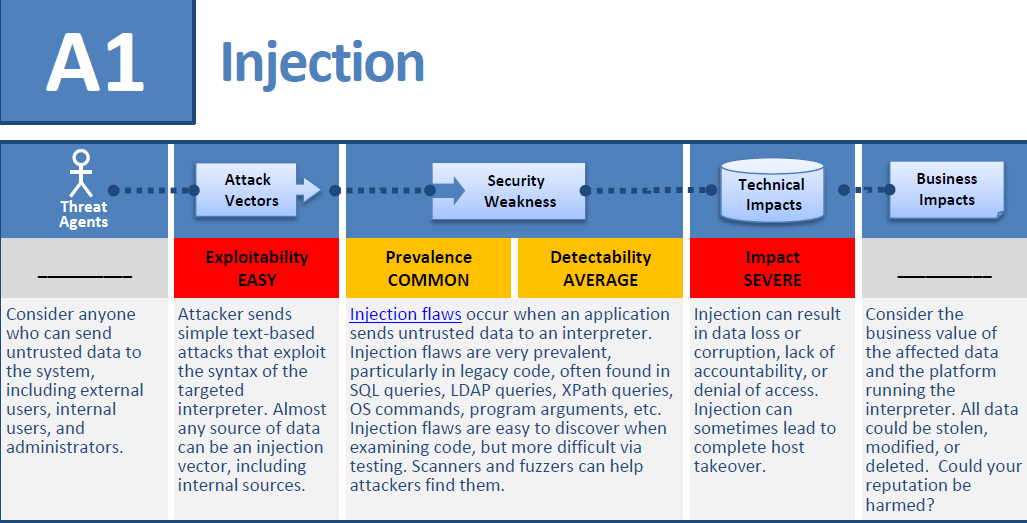 A1
Injection
Threat
Agents
Attack
Vectors
Security
Weakness
Technical
Impacts
Business
Impacts
__________
Exploitability
EASY
Prevalence
COMMON
Detectability
AVERAGE
Impact
SEVERE
__________
Consider anyone
who can send
untrusted data to
the system,
including external
users, internal
users, and
administrators.
Attacker sends
simple text-based
attacks that exploit
the syntax of the
targeted
interpreter. Almost
any source of data
can be an injection
vector, including
internal sources.
Injection flaws occur when an application
sends untrusted data to an interpreter.
Injection flaws are very prevalent,
particularly in legacy code, often found in
SQL queries, LDAP queries, XPath queries,
OS commands, program arguments, etc.
Injection flaws are easy to discover when
examining code, but more difficult via
testing. Scanners and fuzzers can help
attackers find them.
Injection can result
in data loss or
corruption, lack of
accountability, or
denial of access.
Injection can
sometimes lead to
complete host
takeover.
Consider the
business value of
the affected data
and the platform
running the
interpreter. All data
could be stolen,
modified, or
deleted.  Could your
reputation be
harmed?